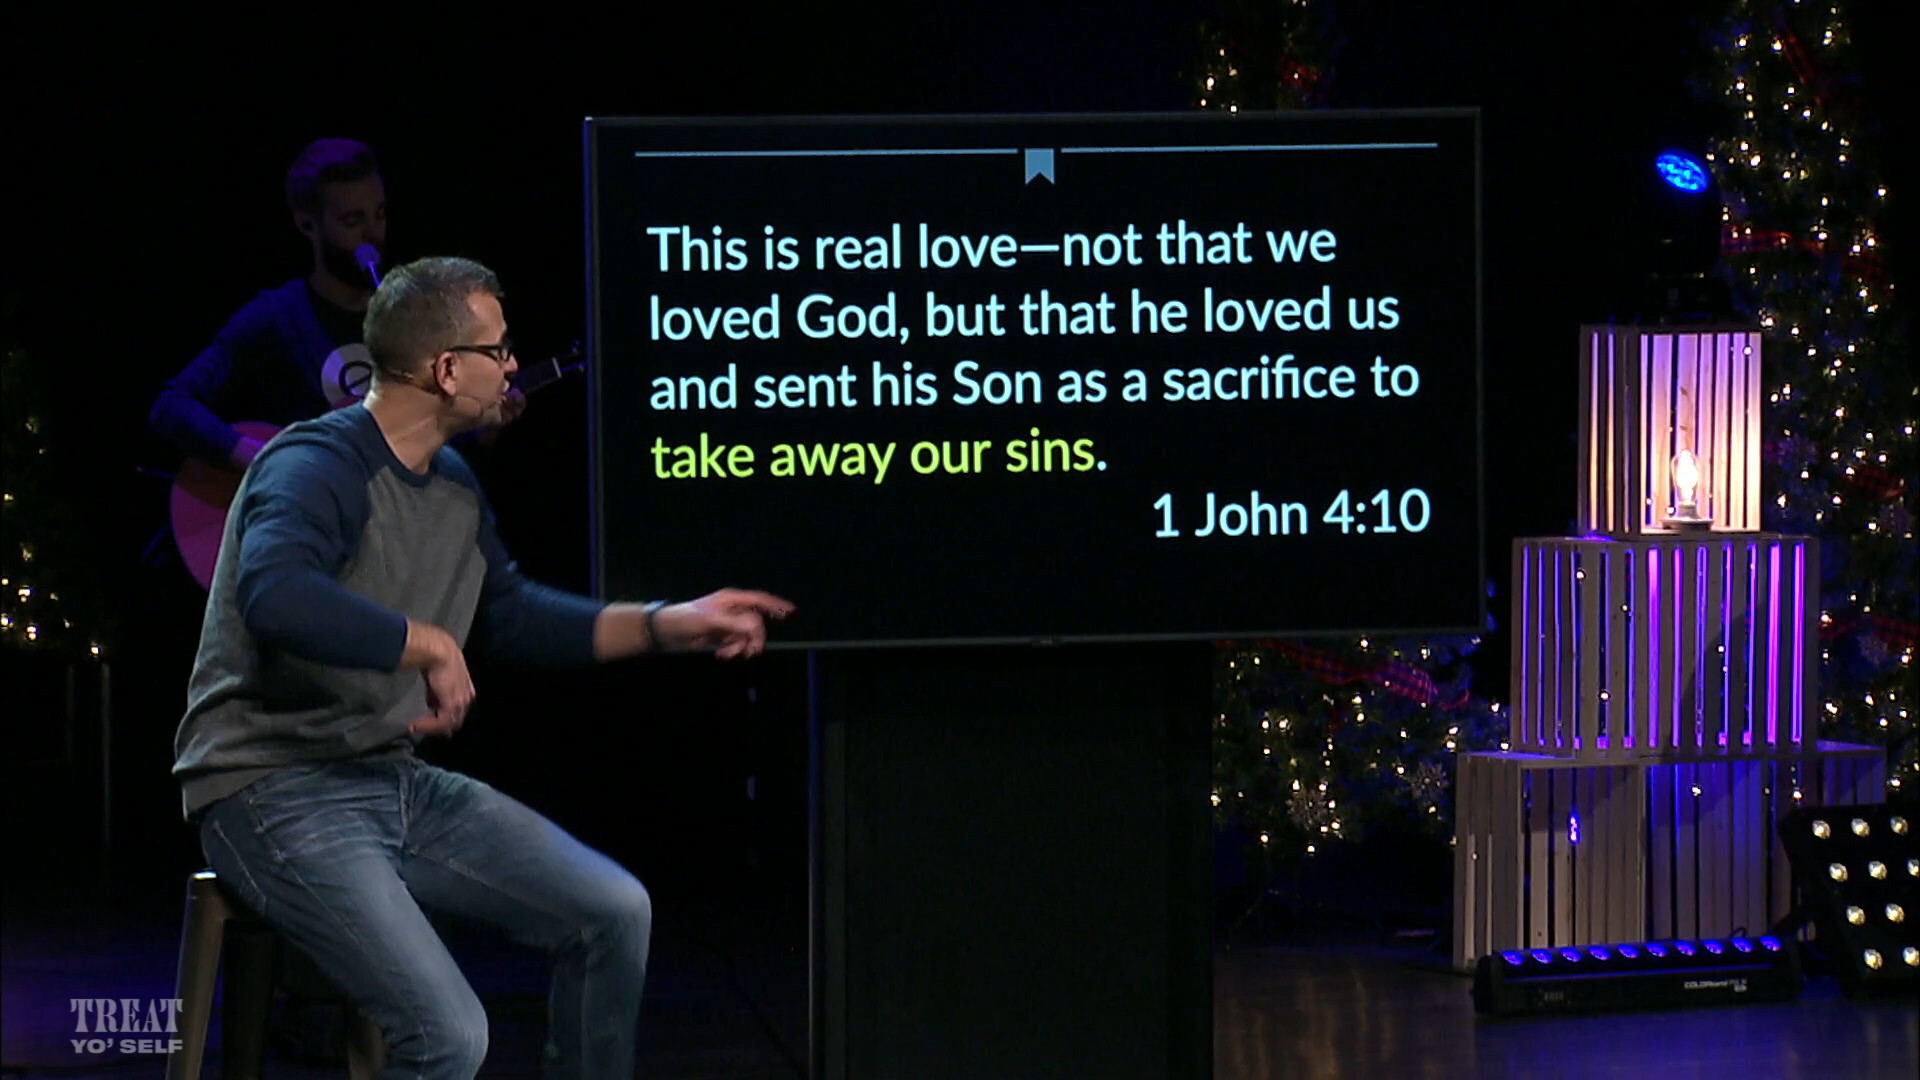 This is real love—not that we
loved God, but that he loved us
and sent his Son as a sacrifice to
take away our sins.
1 John 4:10
TREAT
YO' SELF